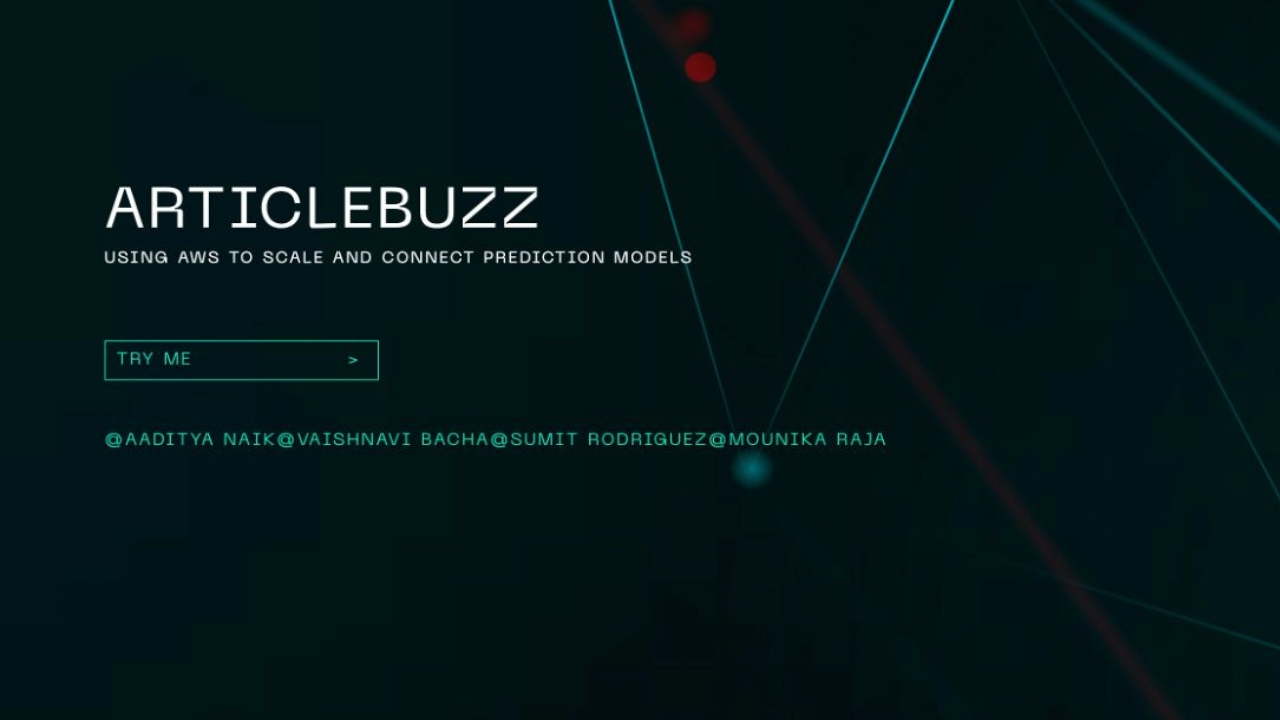 ARTICLEBUZZ
USING AWS TO SCALE AND CONNECT PREDICTION MODELS
TRY ME >
@AADITYA NAIK@VAISHNAVI BACHA@SUMIT RODRIGUEZ@MOUNIKA RAJA